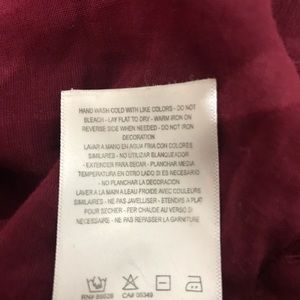 HAND WASH COLD WITH LIKE COLORS - DO NOT
BLEACH - LAY FLAT TO DRY - WARM IRON ON
REVERSE SIDE WHEN NEEDED - DO NOT IRON
DECORATION
LAVAR A MANO EN AGUA FRIA CON COLORES
SIMILARES - NO UTILIZAR BLANQUEADOR
- EXTENDER PARA SECAR - PLANCHAR MEDIA
TEMPERATURA EN OTRO LADO SI ES NECESARIO
- NO PLANCHAR LA DECORACION
LAVER A LA MAIN A L'EAU FROIDE AVEC COULEURS
SIMILAIRES - NE PAS JAVELLISER - ETENDRE A PLAT
POUR SÉCHER - FER CHAUDE AU VERSO SI
NECESSAIRE - NE PAS REPASSER LA GARNITURE
RN# CA# 05349